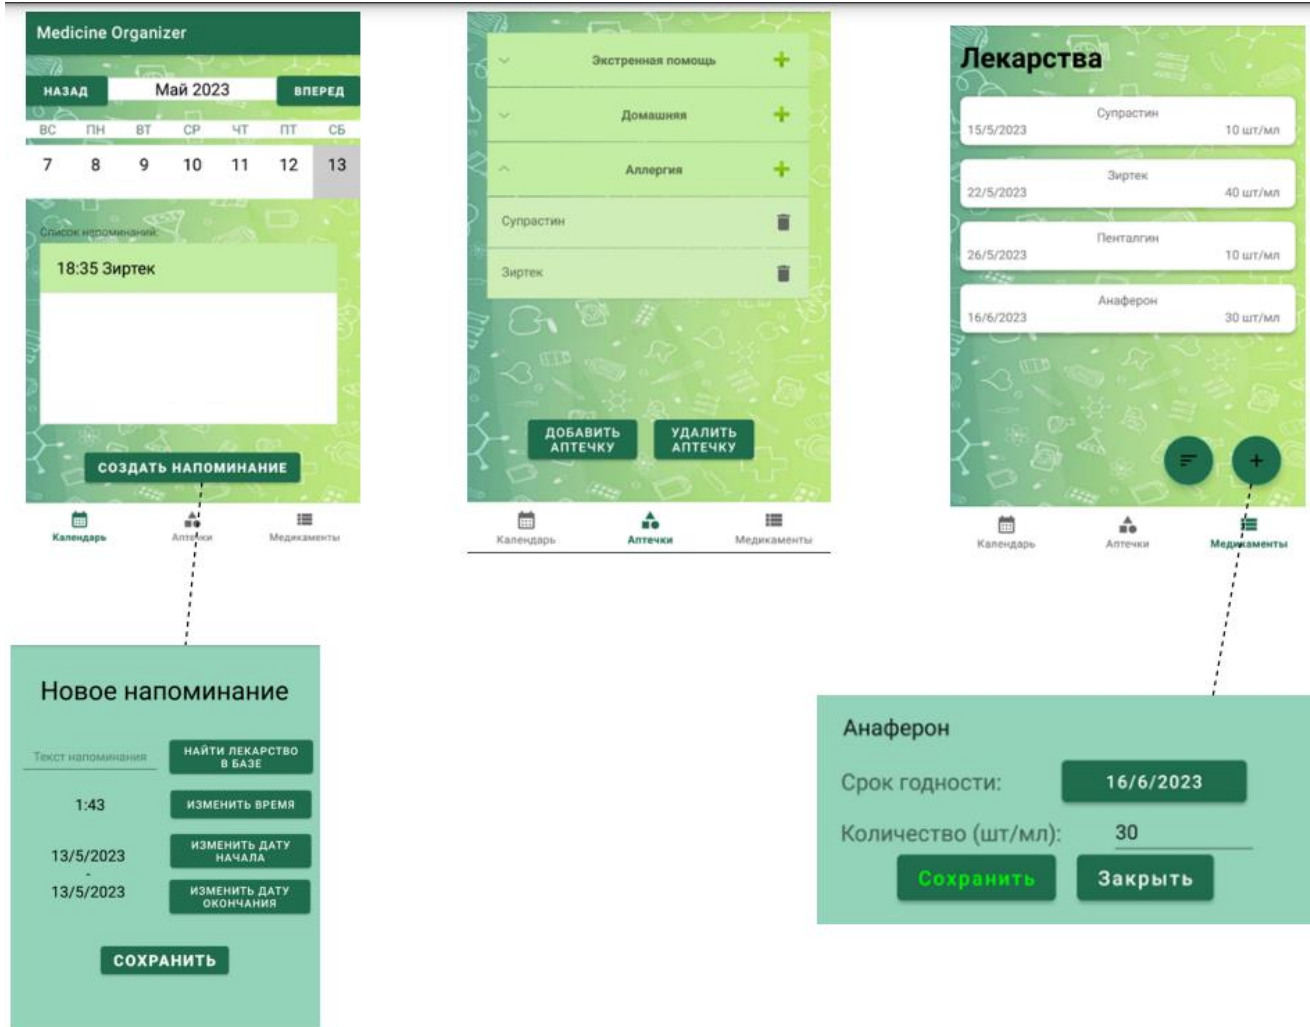 Medicine Organizer
НАЗАД
Май 2023
ВПЕРЕД
ВС ПН ВТ СР ЧТ ПТ СБ
7 8 9 10 11 12 13
Список напоминаний:
18:35 Зиртек
СОЗДАТЬ НАПОМИНАНИЕ
Календарь Аптечки Медикаменты
Экстренная помощь
Домашняя
Аллергия
Супрастин
Зиртек
ДОБАВИТЬ
АПТЕЧКУ
УДАЛИТЬ
АПТЕЧКУ
Календарь Аптечки Медикаменты
Лекарства
Супрастин
15/5/2023 10 шт/мл
Зиртек
22/5/2023 40 шт/мл
Пенталгин
26/5/2023 10 шт/мл
Анаферон
16/6/2023 30 шт/мл
Календарь Аптечки Медикаменты
Новое напоминание
Текст напоминания
НАЙТИ ЛЕКАРСТВО
В БАЗЕ
1:43
ИЗМЕНИТЬ ВРЕМЯ
13/5/2023
-
13/5/2023
ИЗМЕНИТЬ ДАТУ
НАЧАЛА
ИЗМЕНИТЬ ДАТУ
ОКОНЧАНИЯ
СОХРАНИТЬ
Анаферон
Срок годности: 16/6/2023
Количество (шт/мл): 30
Сохранить Закрыть